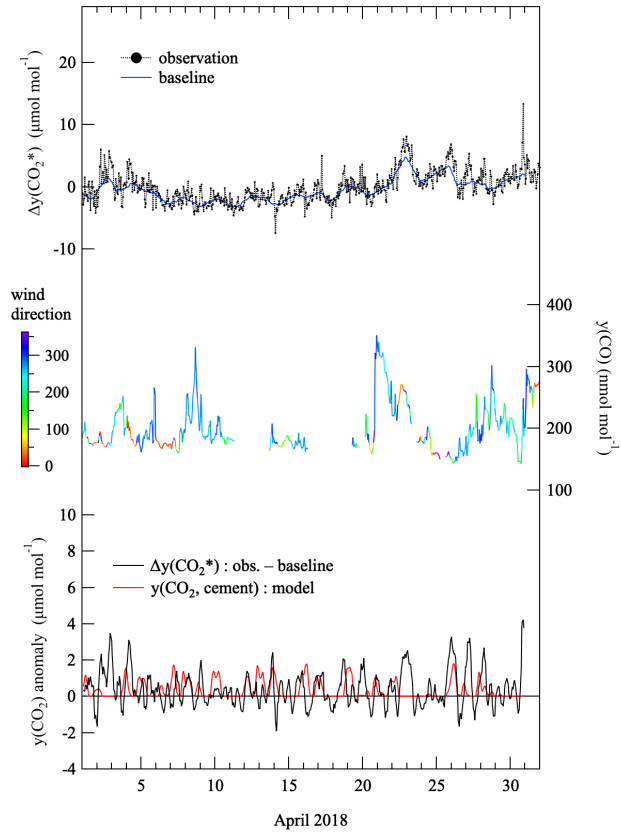 20
10
0
-10
Δy(CO₂*) (μmol mol⁻¹)
observation
baseline
wind
direction
300
200
100
0
400
300
200
100
y(CO) (nmol mol⁻¹)
10
8
6
4
2
0
-2
-4
y(CO₂) anomaly (μmol mol⁻¹)
Δy(CO₂*) : obs. – baseline
y(CO₂, cement) : model
5 10 15 20 25 30
April 2018